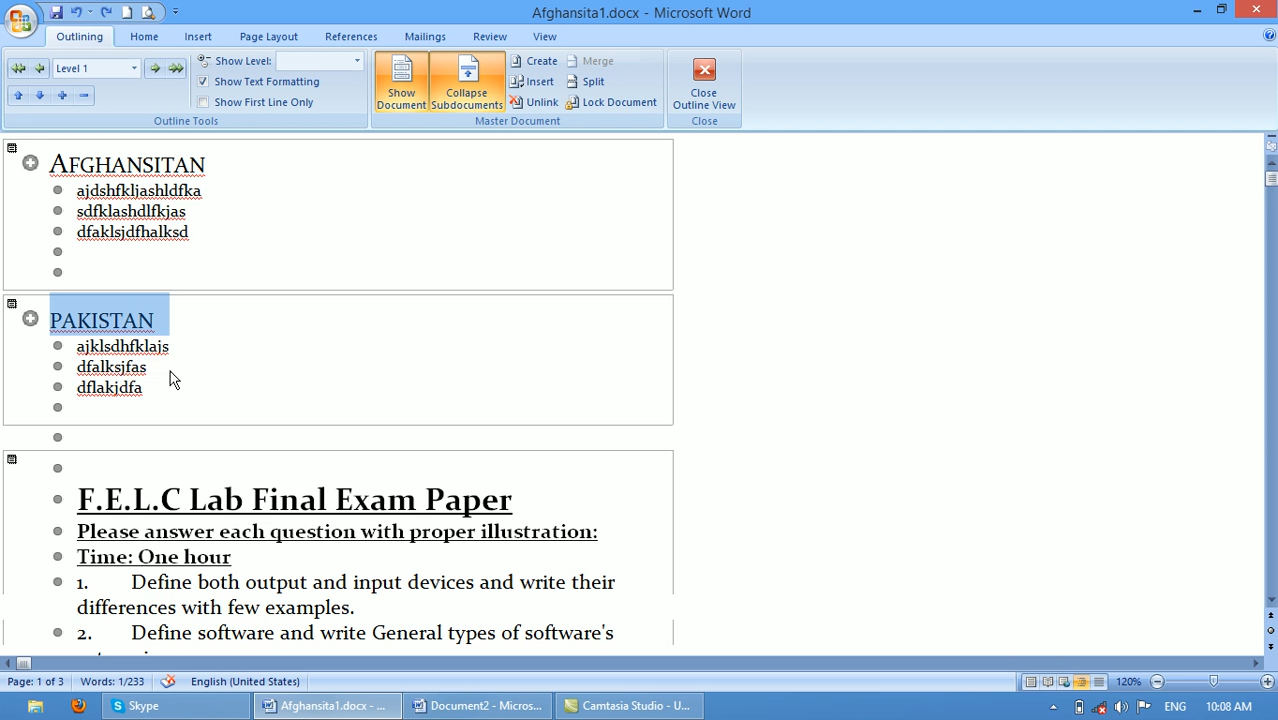 Afghansita1.docx - Microsoft Word
Outlining Home Insert Page Layout References Mailings Review View
Level 1
Show Level:
Show Text Formatting
Show First Line Only
Outline Tools
Show Document
Collapse Subdocuments
Create
Insert
Unlink
Merge
Split
Lock Document
Master Document
Close Outline View
Close
AFGHANSITAN
ajdshfkljashldfka
sdfklashdlfkjas
dfaklsjdfhalksd
PAKISTAN
ajklsdhfklajs
dfalksjfas
dflakjdfa
F.E.L.C Lab Final Exam Paper
Please answer each question with proper illustration:
Time: One hour
1. Define both output and input devices and write their
differences with few examples.
2. Define software and write General types of software's
Page: 1 of 3 Words: 1/233 English (United States) 120%
Skype Afghansita1.docx - ... Document2 - Micros... Camtasia Studio - U... ENG 10:08 AM